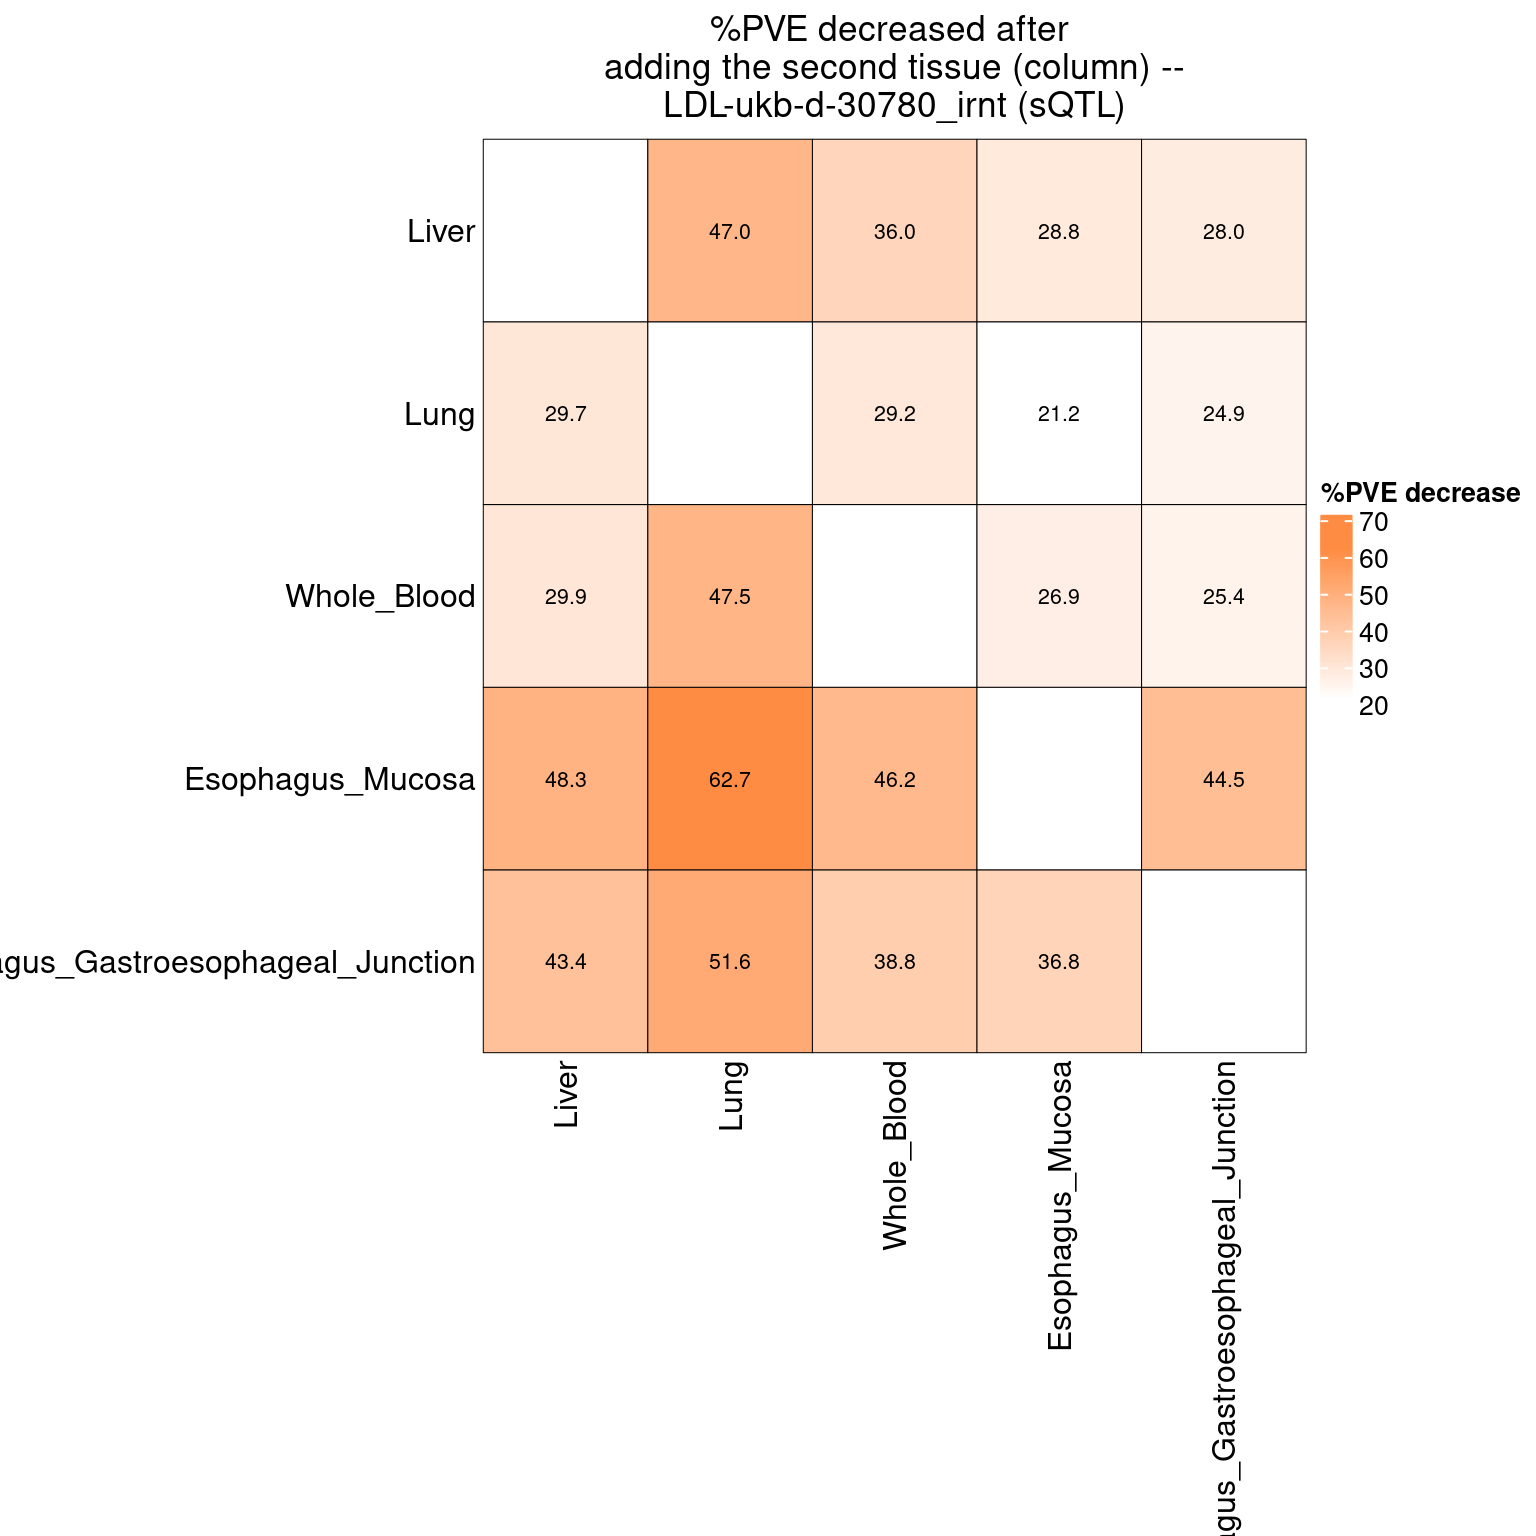 %PVE decreased after
adding the second tissue (column) --
LDL-ukb-d-30780_irnt (sQTL)
Liver 47.0 36.0 28.8 28.0
Lung 29.7 29.2 21.2 24.9
Whole_Blood 29.9 47.5 26.9 25.4
Esophagus_Mucosa 48.3 62.7 46.2 44.5
agus_Gastroesophageal_Junction 43.4 51.6 38.8 36.8
%PVE decrease
70
60
50
40
30
20
Liver
Lung
Whole_Blood
Esophagus_Mucosa
agus_Gastroesophageal_Junction